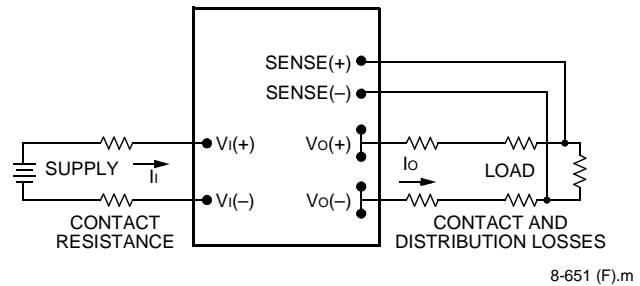 SENSE(+)
SENSE(–)
VI(+)
VO(+)
SUPPLY
II
IO
LOAD
VI(–)
VO(–)
CONTACT
RESISTANCE
CONTACT AND
DISTRIBUTION LOSSES
8-651 (F).m